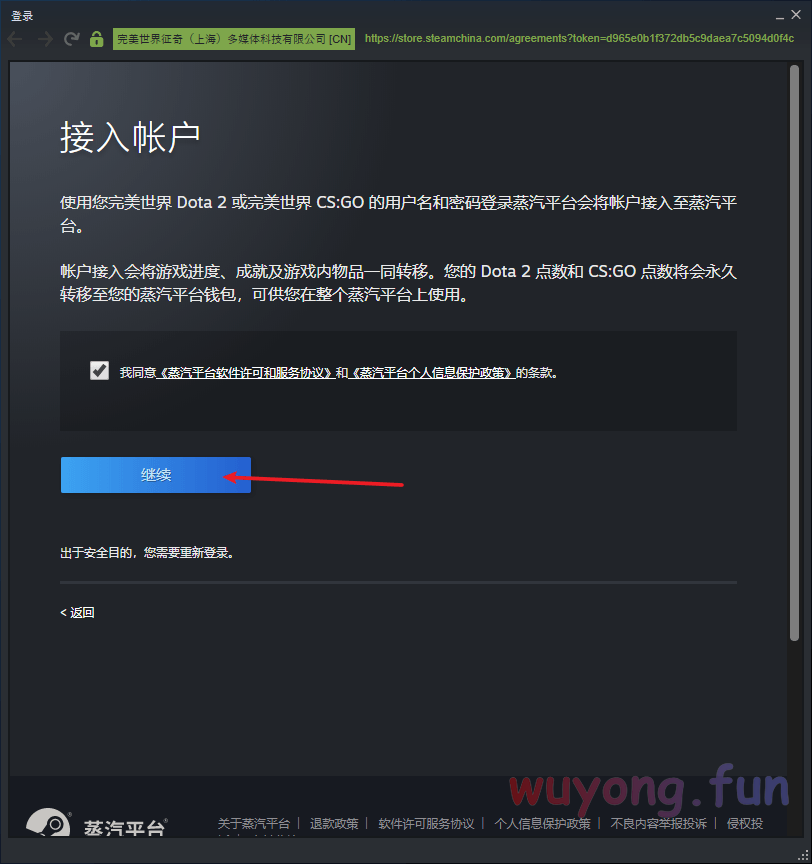 登录
完美世界征奇（上海）多媒体科技有限公司 [CN] https://store.steamchina.com/agreements?token=d965e0b1f372db5c9daea7c5094d0f4c
接入帐户
使用您完美世界 Dota 2 或完美世界 CS:GO 的用户名和密码登录蒸汽平台会将帐户接入至蒸汽平
台。
帐户接入会将游戏进度、成就及游戏内物品一同转移。您的 Dota 2 点数和 CS:GO 点数将会永久
转移至您的蒸汽平台钱包，可供您在整个蒸汽平台上使用。
我同意《蒸汽平台软件许可和服务协议》和《蒸汽平台个人信息保护政策》的条款。
继续
出于安全目的，您需要重新登录。
< 返回
wuyong.fun
蒸汽平台® 关于蒸汽平台 | 退款政策 | 软件许可服务协议 | 个人信息保护政策 | 不良内容举报投诉 | 侵权投